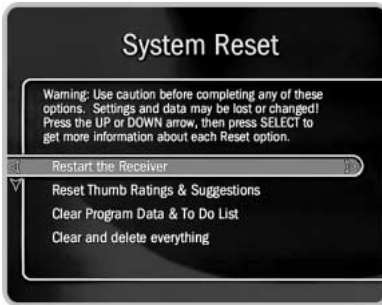 System Reset
Warning: Use caution before completing any of these
options. Settings and data may be lost or changed!
Press the UP or DOWN arrow, then press SELECT to
get more information about each Reset option.
Restart the Receiver
Reset Thumb Ratings & Suggestions
Clear Program Data & To Do List
Clear and delete everything